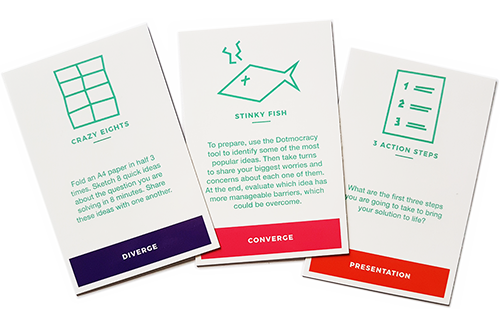 CRAZY EIGHTS
Fold an A4 paper in half 3
times. Sketch 8 quick ideas
about the question you are
solving in 8 minutes. Share
these ideas with one another.
DIVERGE
STINKY FISH
To prepare, use the Dotmocracy
tool to identify some of the most
popular ideas. Then take turns
to share your biggest worries and
concerns about each one of them.
At the end, evaluate which idea has
more manageable barriers, which
could be overcome.
CONVERGE
1
2
3
3 ACTION STEPS
What are the first three steps
you are going to take to bring
your solution to life?
PRESENTATION